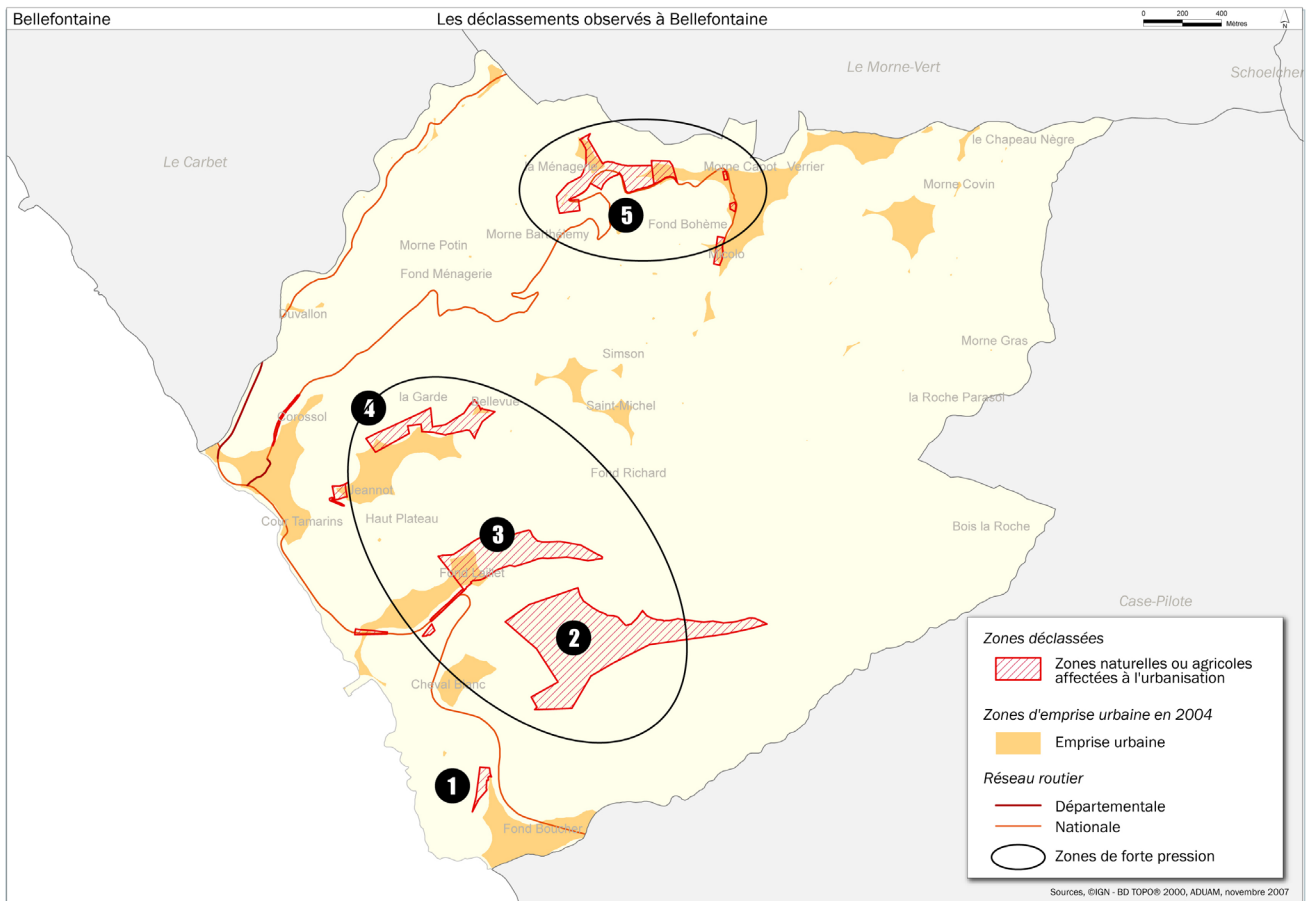 Bellefontaine
Les déclassements observés à Bellefontaine
0 200 400
Mètres
N
Le Morne-Vert
Schoelcher
Le Carbet
le Chapeau Nègre
la Ménagerie
Morne Capot
Verrier
Morne Covin
5
Fond Bohème
Morne Barthélemy
Morne Potin
Micolo
Fond Ménagerie
Duvallon
Morne Gras
Simson
la Garde
Bellevue
la Roche Parasol
4
Saint-Michel
Corossol
Fond Richard
Jeannot
Cour Tamarins
Haut Plateau
Bois la Roche
3
Fond Laillet
Case-Pilote
2
Cheval Blanc
1
Fond Boucher
Zones déclassées
Zones naturelles ou agricoles
affectées à l'urbanisation
Zones d'emprise urbaine en 2004
Emprise urbaine
Réseau routier
Départementale
Nationale
Zones de forte pression
Sources, ©IGN - BD TOPO® 2000, ADUAM, novembre 2007